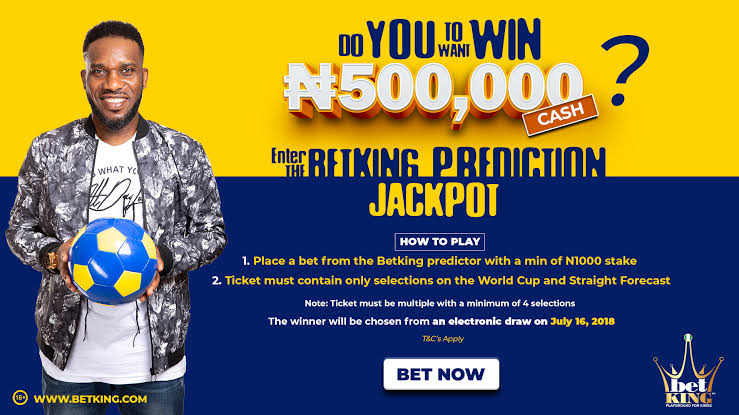 DO YOU TO WANT WIN
₦500,000 ?
CASH
Enter THE BETKING PREDICTION
JACKPOT
HOW TO PLAY
1. Place a bet from the Betking predictor with a min of N1000 stake
2. Ticket must contain only selections on the World Cup and Straight Forecast
Note: Ticket must be multiple with a minimum of 4 selections
The winner will be chosen from an electronic draw on July 16, 2018
T&C's Apply
BET NOW
WHAT YO
18+ WWW.BETKING.COM
bet
KING
PLAYGROUND FOR KINGS